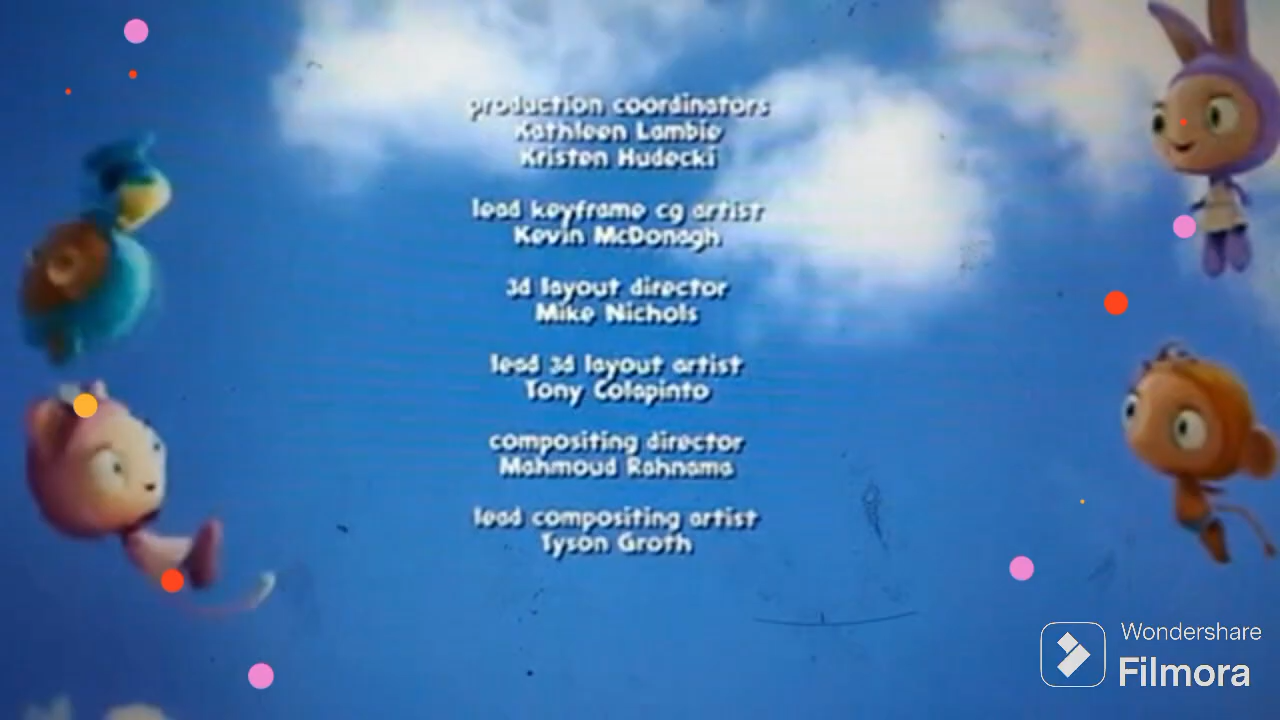 production coordinators
Kathleen Lambie
Kristen Hudecki
lead keyframe cg artist
Kevin McDonagh
3d layout director
Mike Nichols
lead 3d layout artist
Tony Colapinto
compositing director
Mahmoud Rahnama
lead compositing artist
Tyson Groth
Wondershare
Filmora